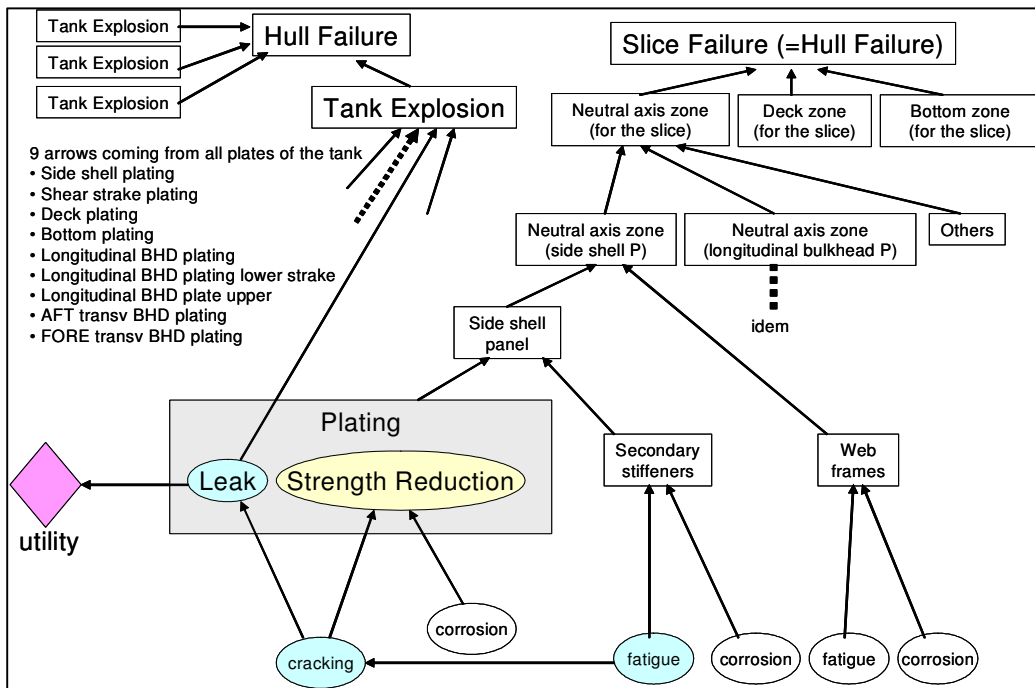 Tank Explosion
Tank Explosion
Tank Explosion
Hull Failure
Tank Explosion
9 arrows coming from all plates of the tank
• Side shell plating
• Shear strake plating
• Deck plating
• Bottom plating
• Longitudinal BHD plating
• Longitudinal BHD plating lower strake
• Longitudinal BHD plate upper
• AFT transv BHD plating
• FORE transv BHD plating
Slice Failure (=Hull Failure)
Neutral axis zone
(for the slice)
Deck zone
(for the slice)
Bottom zone
(for the slice)
Neutral axis zone
(side shell P)
Neutral axis zone
(longitudinal bulkhead P)
Others
idem
Side shell
panel
Plating
Leak
Strength Reduction
Secondary
stiffeners
Web
frames
utility
corrosion
cracking
fatigue
corrosion
fatigue
corrosion